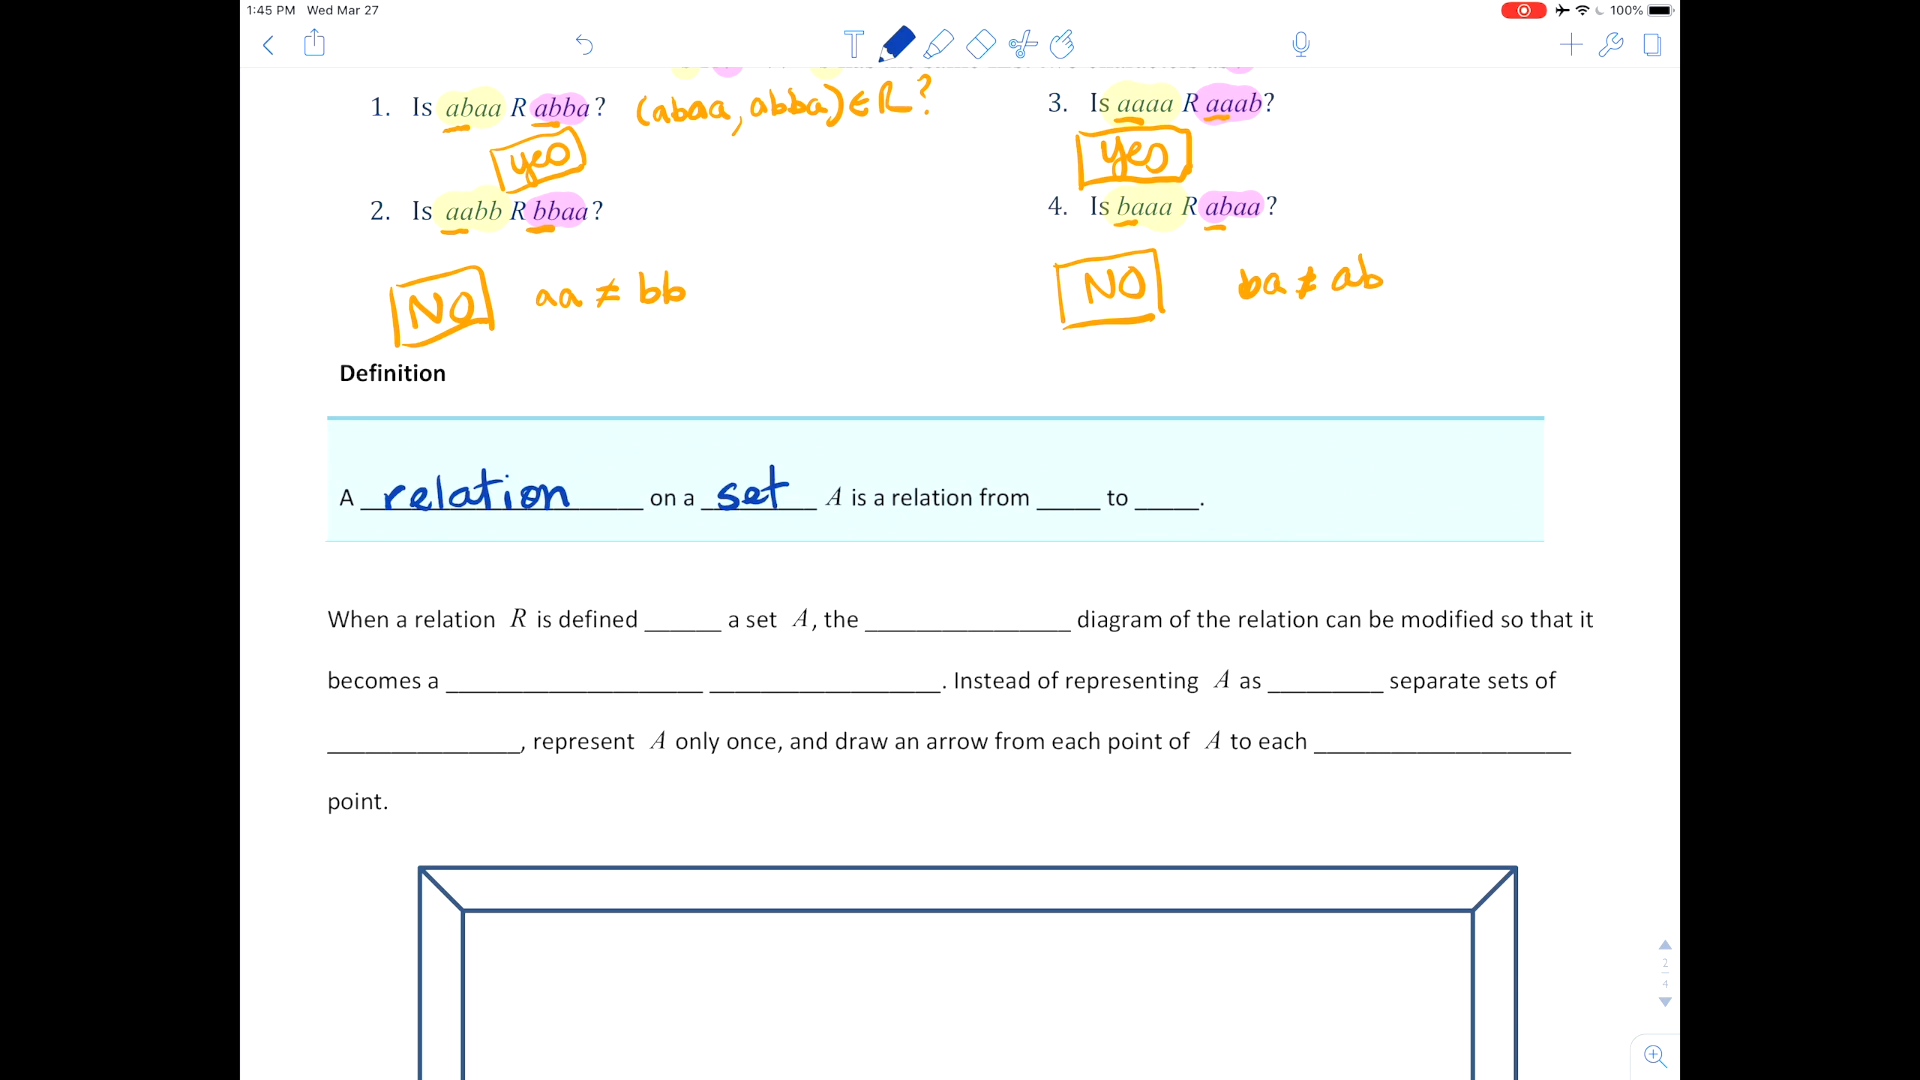 1:45 PM Wed Mar 27
100%
1. Is abaa R abba? (abaa, abba) ∈ R?
yes
2. Is aabb R bbaa?
NO aa ≠ bb
3. Is aaaa R aaab?
yes
4. Is baaa R abaa?
NO ba ≠ ab
Definition
A relation on a set A is a relation from _____ to _____.
When a relation R is defined ______ a set A, the ________________ diagram of the relation can be modified so that it
becomes a ____________________ __________________. Instead of representing A as _________ separate sets of
_______________, represent A only once, and draw an arrow from each point of A to each ____________________
point.
2
4